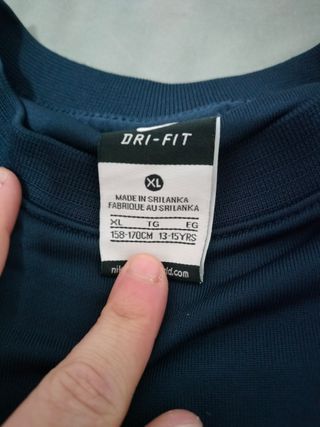 DRI-FIT
XL
MADE IN SRI LANKA
FABRIQUE AU SRI LANKA
XL TG EG
158-170CM 13-15YRS